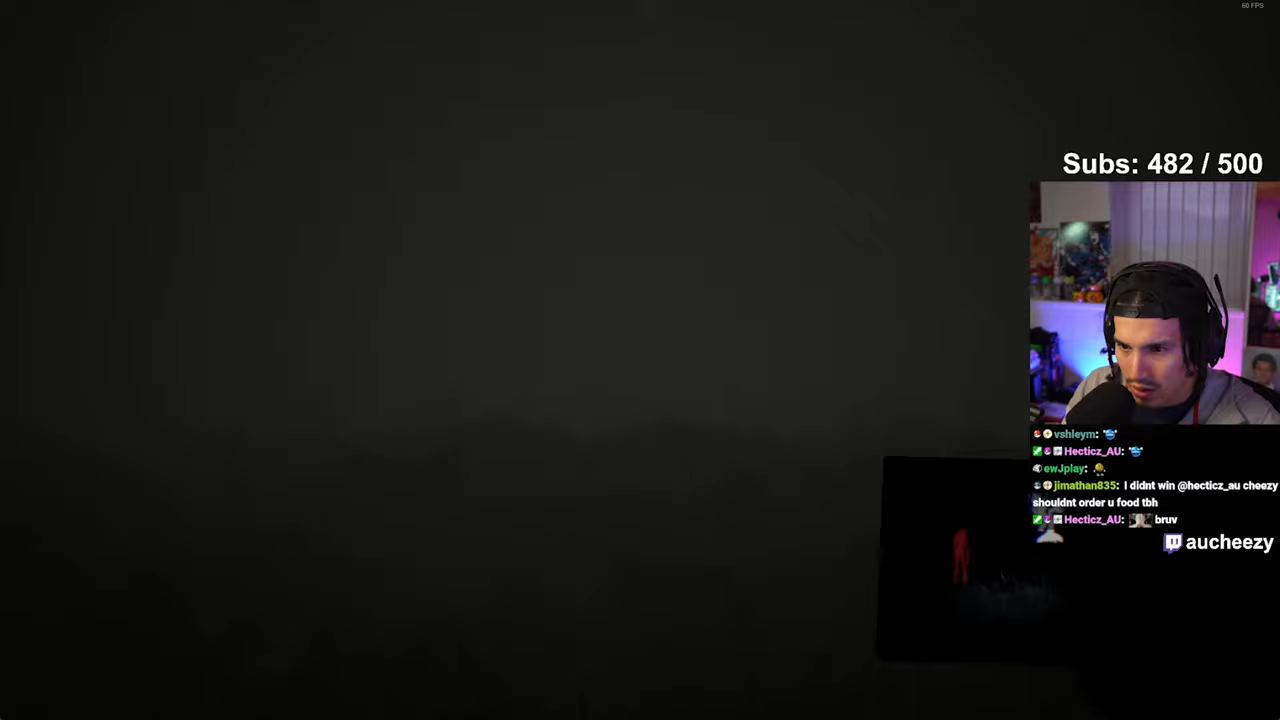 60 FPS
Subs: 482 / 500
vshleym:
Hecticz_AU:
ewJplay:
jimathan835: I didnt win @hecticz_au cheezy
shouldnt order u food tbh
Hecticz_AU: bruv
aucheezy